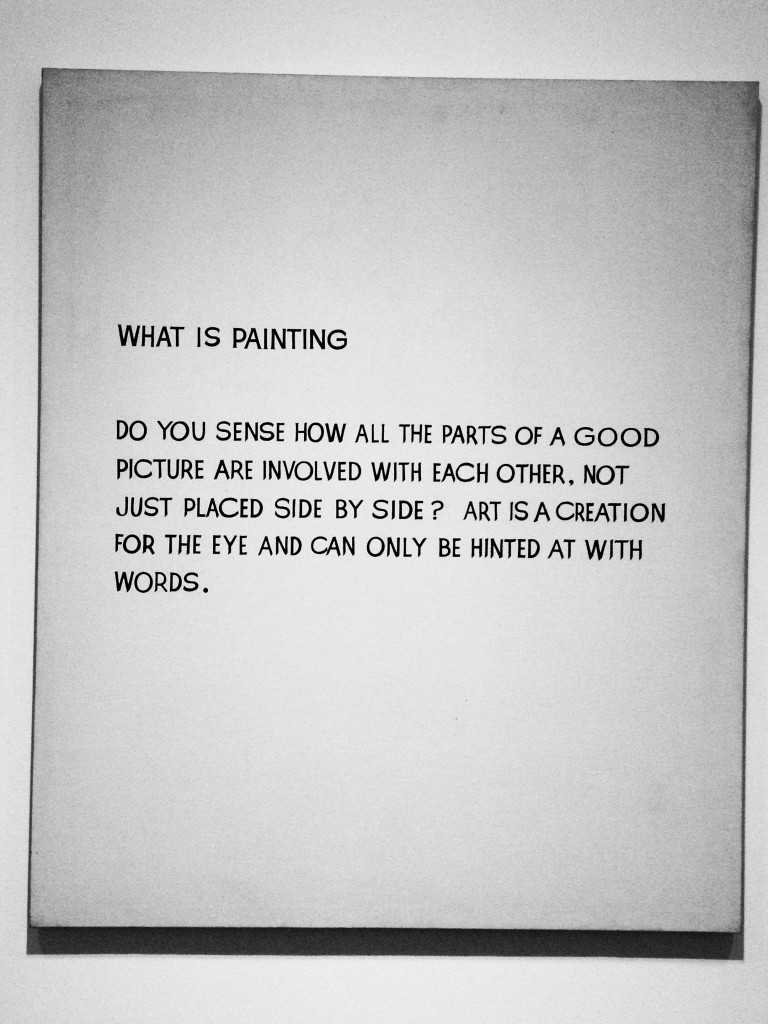 WHAT IS PAINTING
DO YOU SENSE HOW ALL THE PARTS OF A GOOD
PICTURE ARE INVOLVED WITH EACH OTHER, NOT
JUST PLACED SIDE BY SIDE? ART IS A CREATION
FOR THE EYE AND CAN ONLY BE HINTED AT WITH
WORDS.